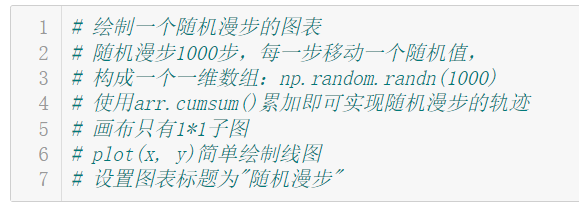 1 # 绘制一个随机漫步的图表
2 # 随机漫步1000步，每一步移动一个随机值，
3 # 构成一个一维数组：np.random.randn(1000)
4 # 使用arr.cumsum()累加即可实现随机漫步的轨迹
5 # 画布只有1*1子图
6 # plot(x, y)简单绘制线图
7 # 设置图表标题为"随机漫步"